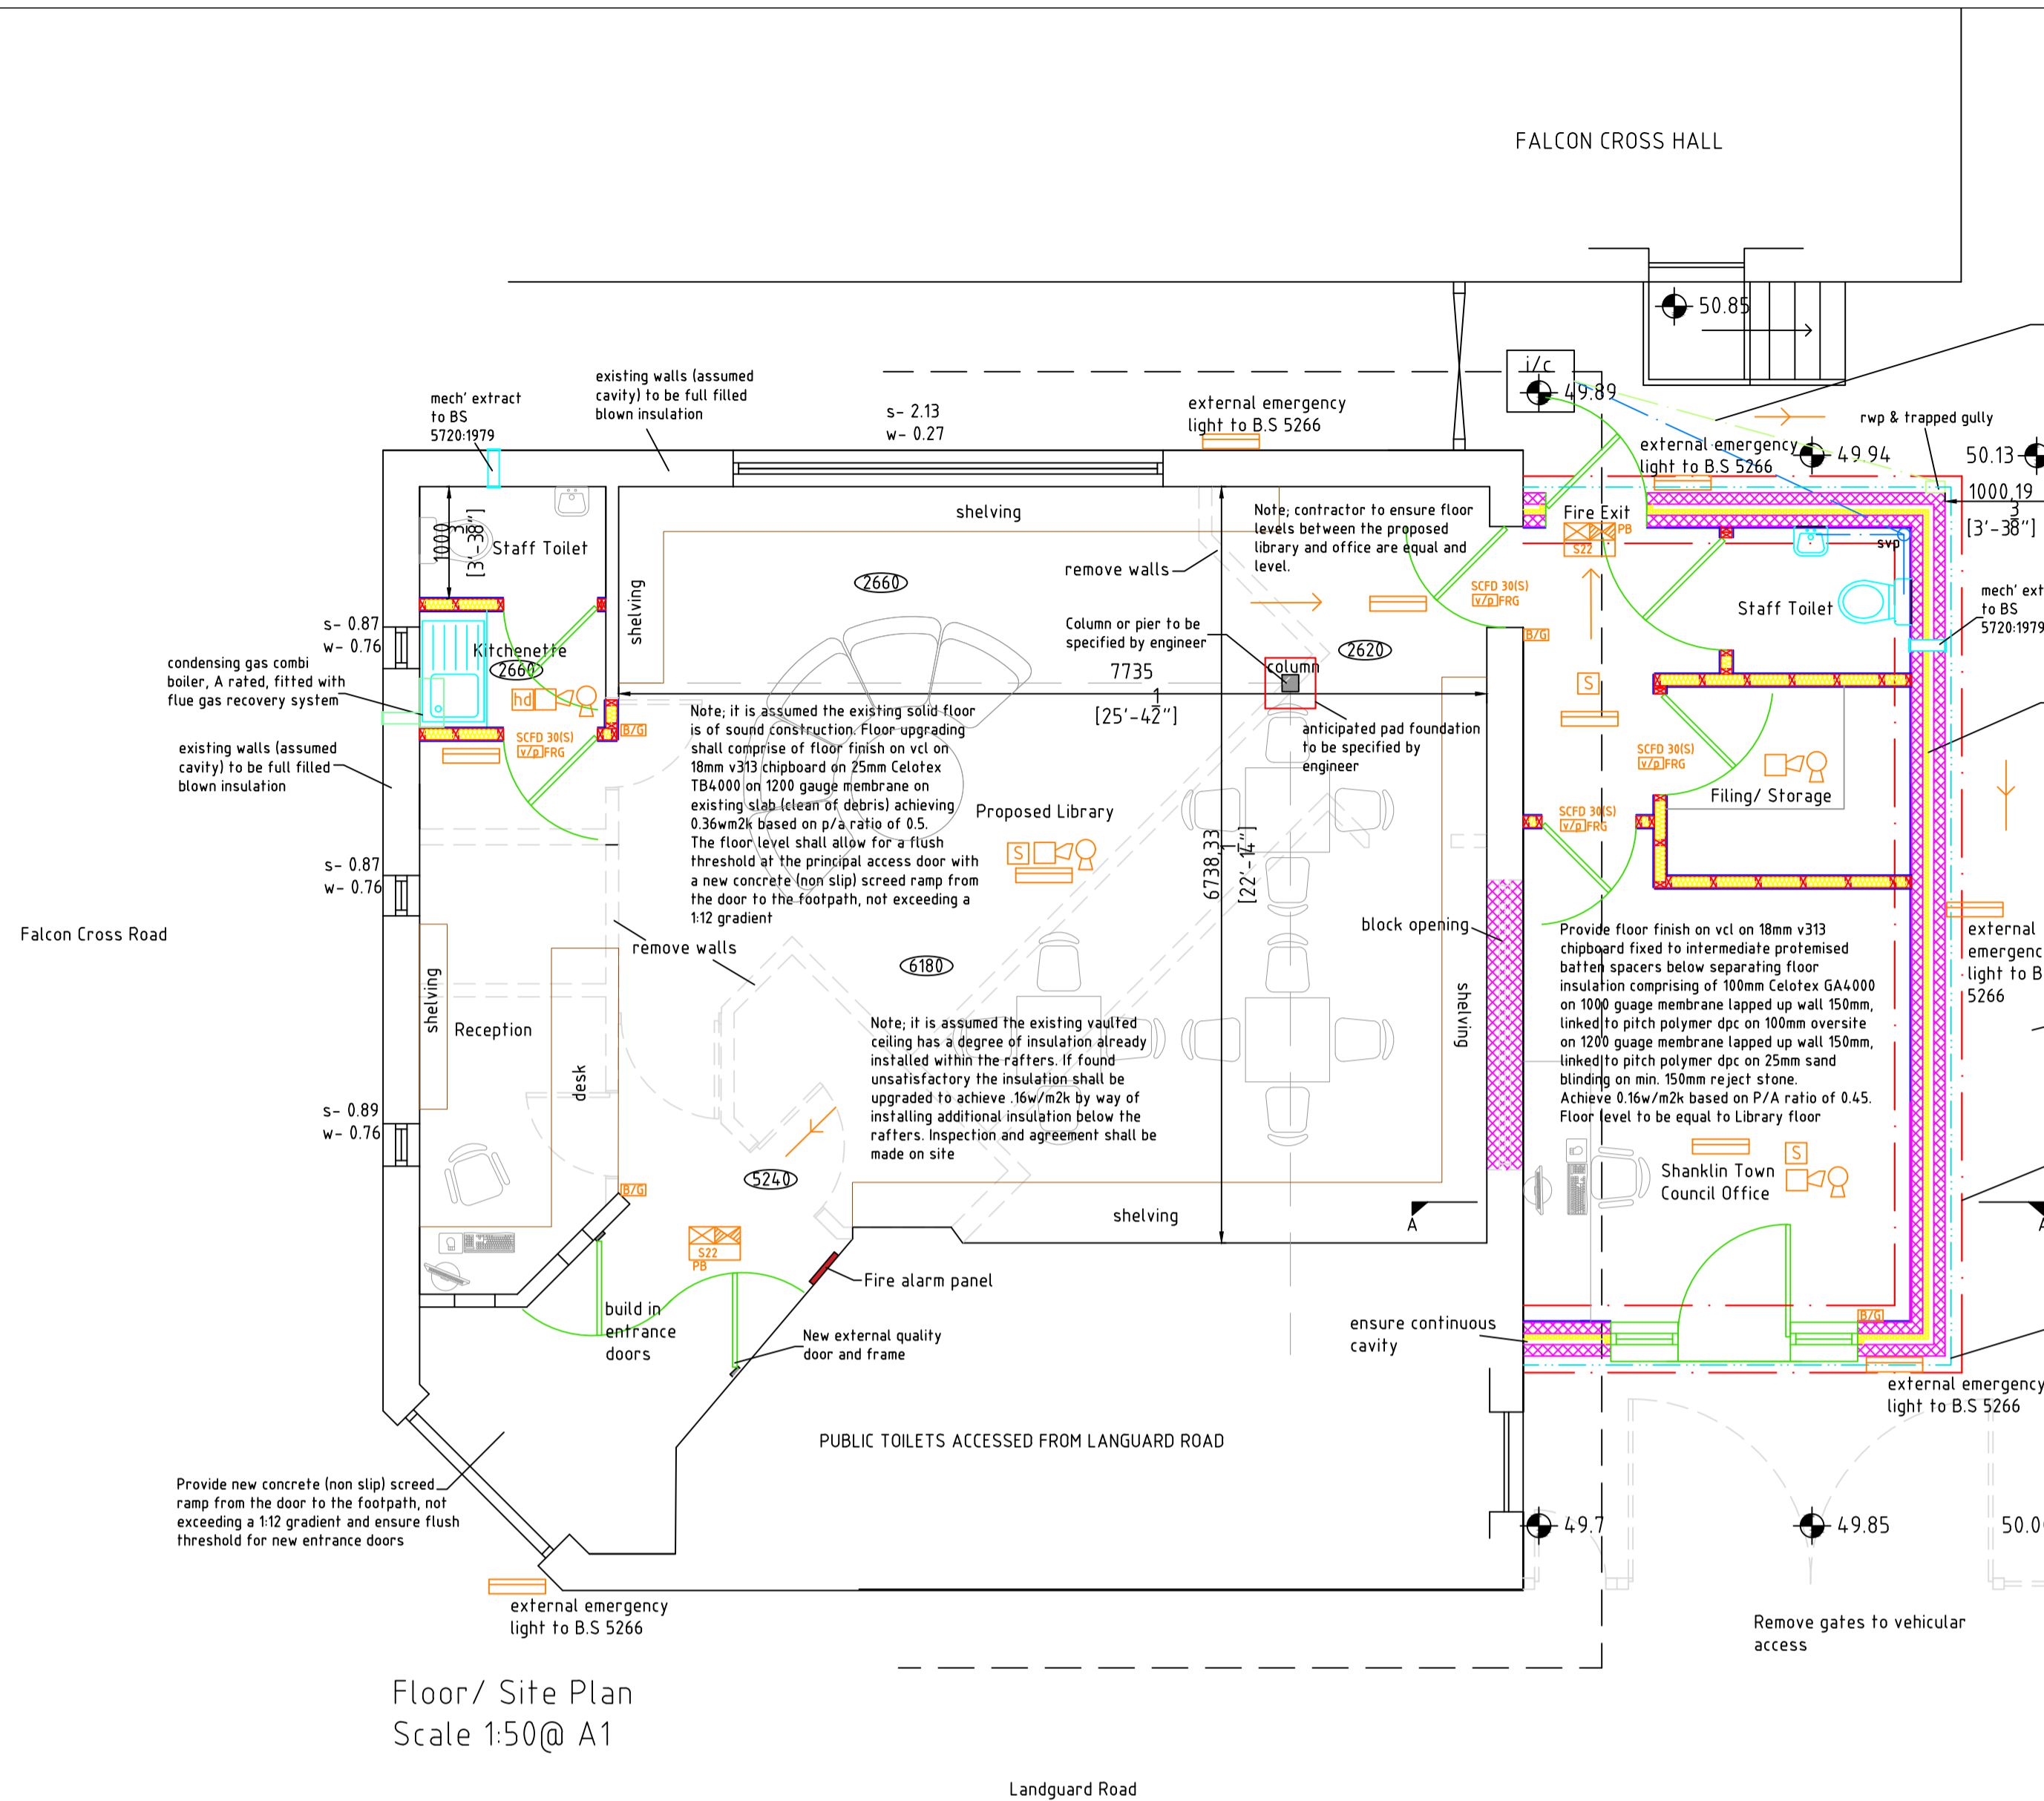 FALCON CROSS HALL
50.85
i/c
49.89
rwp & trapped gully
existing walls (assumed
cavity) to be full filled
blown insulation
mech' extract
to BS
5720:1979
s- 2.13
w- 0.27
external emergency
light to B.S 5266
external emergency
light to B.S 5266
49.94
50.13
1000,19
[3'-3 3/8"]
shelving
Note; contractor to ensure floor
levels between the proposed
library and office are equal and
level.
Fire Exit
PB
S22
svp
1000
[3'-3 3/8"]
Staff Toilet
remove walls
2660
SCFD 30(S)
v/p FRG
Staff Toilet
mech' ext
to BS
5720:1979
shelving
s- 0.87
w- 0.76
Column or pier to be
specified by engineer
2620
B/G
Kitchenette
2660
condensing gas combi
boiler, A rated, fitted with
flue gas recovery system
column
7735
[25'-4 1/2"]
hd
S
B/G
SCFD 30(S)
v/p FRG
Note; it is assumed the existing solid floor
is of sound construction. Floor upgrading
shall comprise of floor finish on vcl on
18mm v313 chipboard on 25mm Celotex
TB4000 on 1200 gauge membrane on
existing slab (clean of debris) achieving
0.36wm2k based on p/a ratio of 0.5.
The floor level shall allow for a flush
threshold at the principal access door with
a new concrete (non slip) screed ramp from
the door to the footpath, not exceeding a
1:12 gradient
anticipated pad foundation
to be specified by
engineer
SCFD 30(S)
v/p FRG
existing walls (assumed
cavity) to be full filled
blown insulation
Filing/ Storage
Proposed Library
S
SCFD 30(S)
v/p FRG
6738,33
[22'-1 1/4"]
s- 0.87
w- 0.76
Falcon Cross Road
remove walls
block opening
6180
external
emergenc
light to B
5266
Provide floor finish on vcl on 18mm v313
chipboard fixed to intermediate protemised
batten spacers below separating floor
insulation comprising of 100mm Celotex GA4000
on 1000 guage membrane lapped up wall 150mm,
linked to pitch polymer dpc on 100mm oversite
on 1200 guage membrane lapped up wall 150mm,
linked to pitch polymer dpc on 25mm sand
blinding on min. 150mm reject stone.
Achieve 0.16w/m2k based on P/A ratio of 0.45.
Floor level to be equal to Library floor
shelving
Reception
desk
shelving
Note; it is assumed the existing vaulted
ceiling has a degree of insulation already
installed within the rafters. If found
unsatisfactory the insulation shall be
upgraded to achieve .16w/m2k by way of
installing additional insulation below the
rafters. Inspection and agreement shall be
made on site
s- 0.89
w- 0.76
5240
B/G
S
Shanklin Town
Council Office
shelving
A
A
S22
PB
Fire alarm panel
build in
entrance
doors
New external quality
door and frame
ensure continuous
cavity
B/G
external emergency
light to B.S 5266
PUBLIC TOILETS ACCESSED FROM LANGUARD ROAD
Provide new concrete (non slip) screed
ramp from the door to the footpath, not
exceeding a 1:12 gradient and ensure flush
threshold for new entrance doors
49.7
49.85
50.0
external emergency
light to B.S 5266
Remove gates to vehicular
access
Floor/ Site Plan
Scale 1:50@ A1
Landguard Road